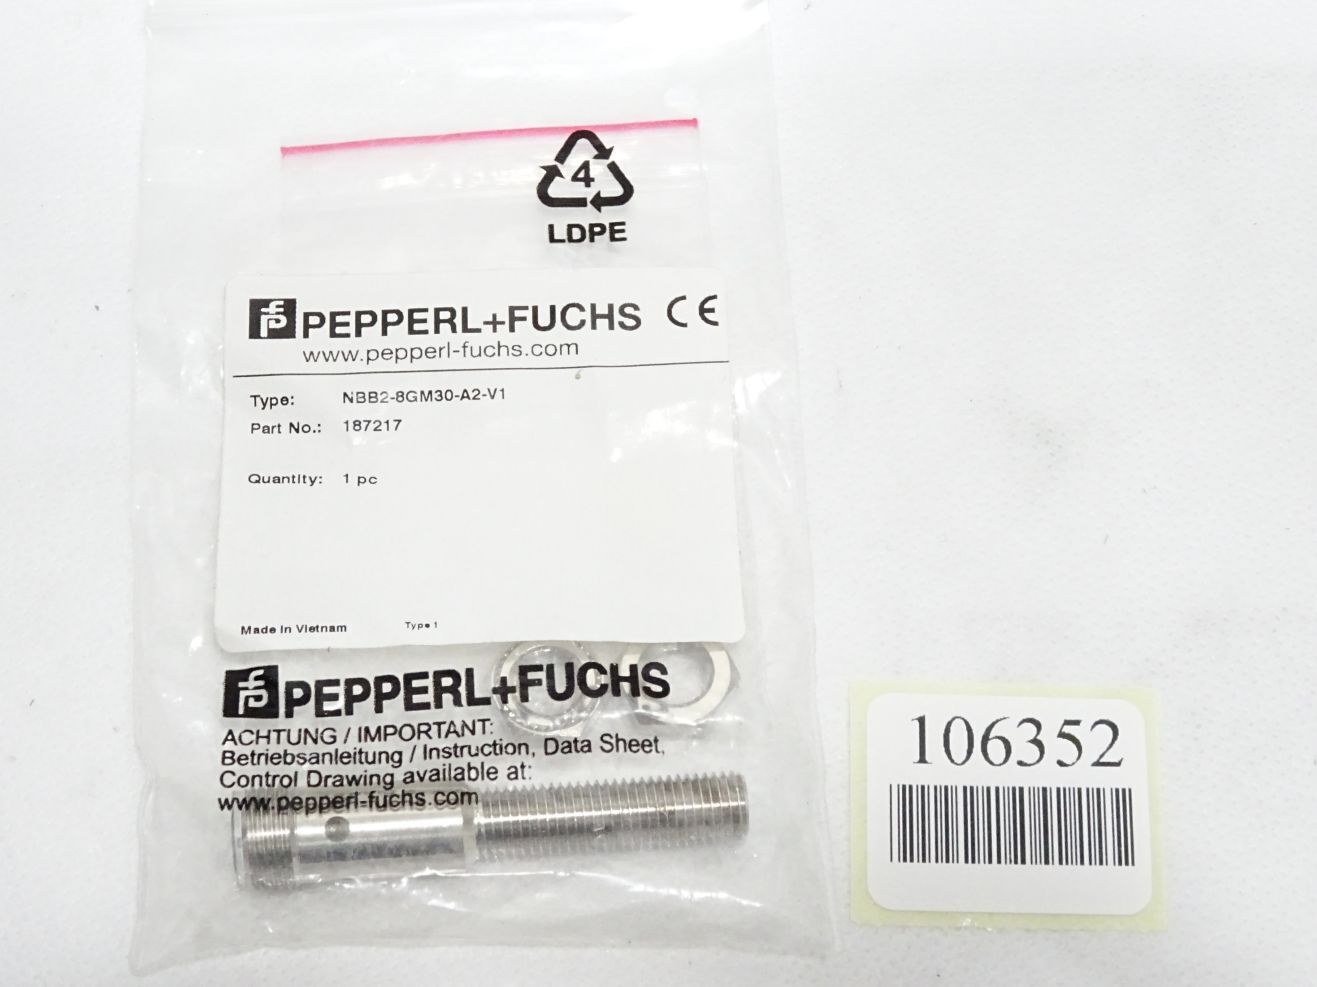 4
LDPE
PEPPERL+FUCHS CE
www.pepperl-fuchs.com
Type: NBB2-8GM30-A2-V1
Part No.: 187217
Quantity: 1 pc
Made in Vietnam Type 1
PEPPERL+FUCHS
ACHTUNG / IMPORTANT:
Betriebsanleitung / Instruction, Data Sheet,
Control Drawing available at:
www.pepperl-fuchs.com
106352